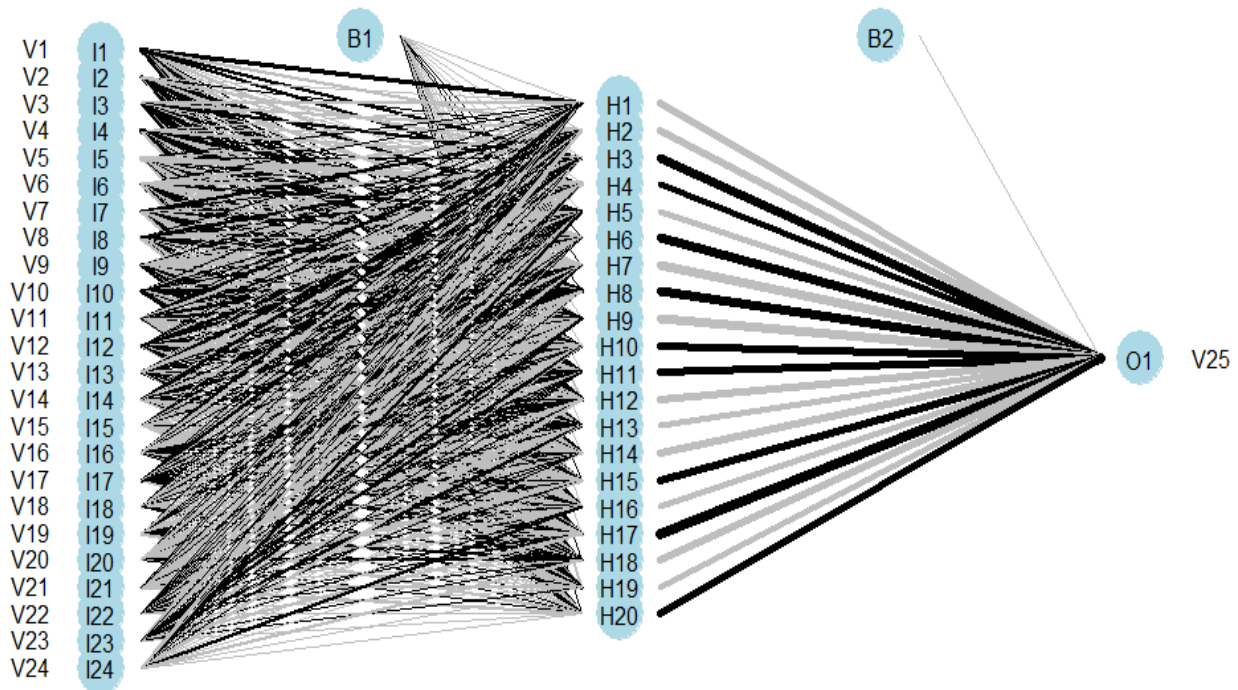 B1 B2
V1 I1
V2 I2
V3 I3 H1
V4 I4 H2
V5 I5 H3
V6 I6 H4
V7 I7 H5
V8 I8 H6
V9 I9 H7
V10 I10 H8
V11 I11 H9
V12 I12 H10
V13 I13 H11 O1 V25
V14 I14 H12
V15 I15 H13
V16 I16 H14
V17 I17 H15
V18 I18 H16
V19 I19 H17
V20 I20 H18
V21 I21 H19
V22 I22 H20
V23 I23
V24 I24